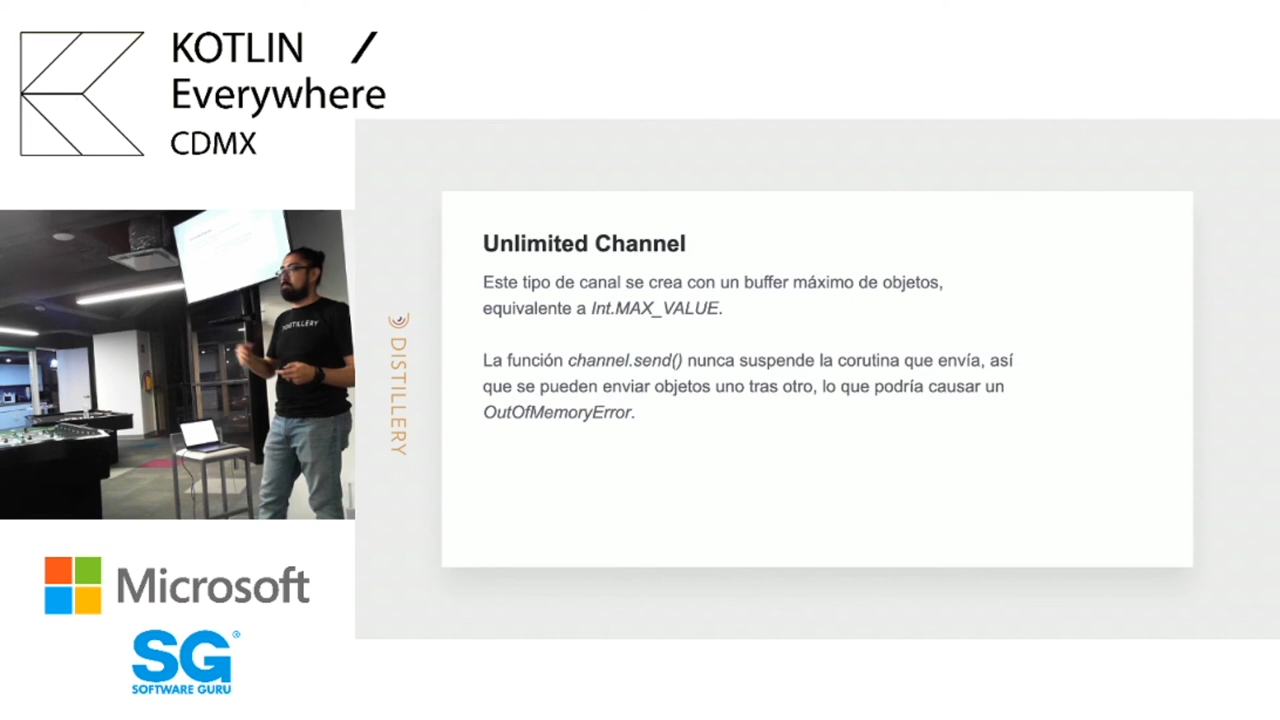 KOTLIN /
Everywhere
CDMX
DISTILLERY
Unlimited Channel
Este tipo de canal se crea con un buffer máximo de objetos,
equivalente a Int.MAX_VALUE.
La función channel.send() nunca suspende la corutina que envía, así
que se pueden enviar objetos uno tras otro, lo que podría causar un
OutOfMemoryError.
DISTILLERY
Microsoft
SG®
SOFTWARE GURU